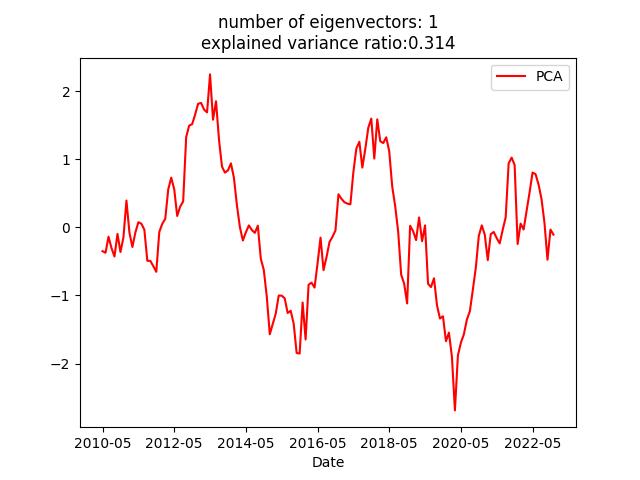 number of eigenvectors: 1
explained variance ratio:0.314
PCA
2
1
0
−1
−2
2010-05 2012-05 2014-05 2016-05 2018-05 2020-05 2022-05
Date